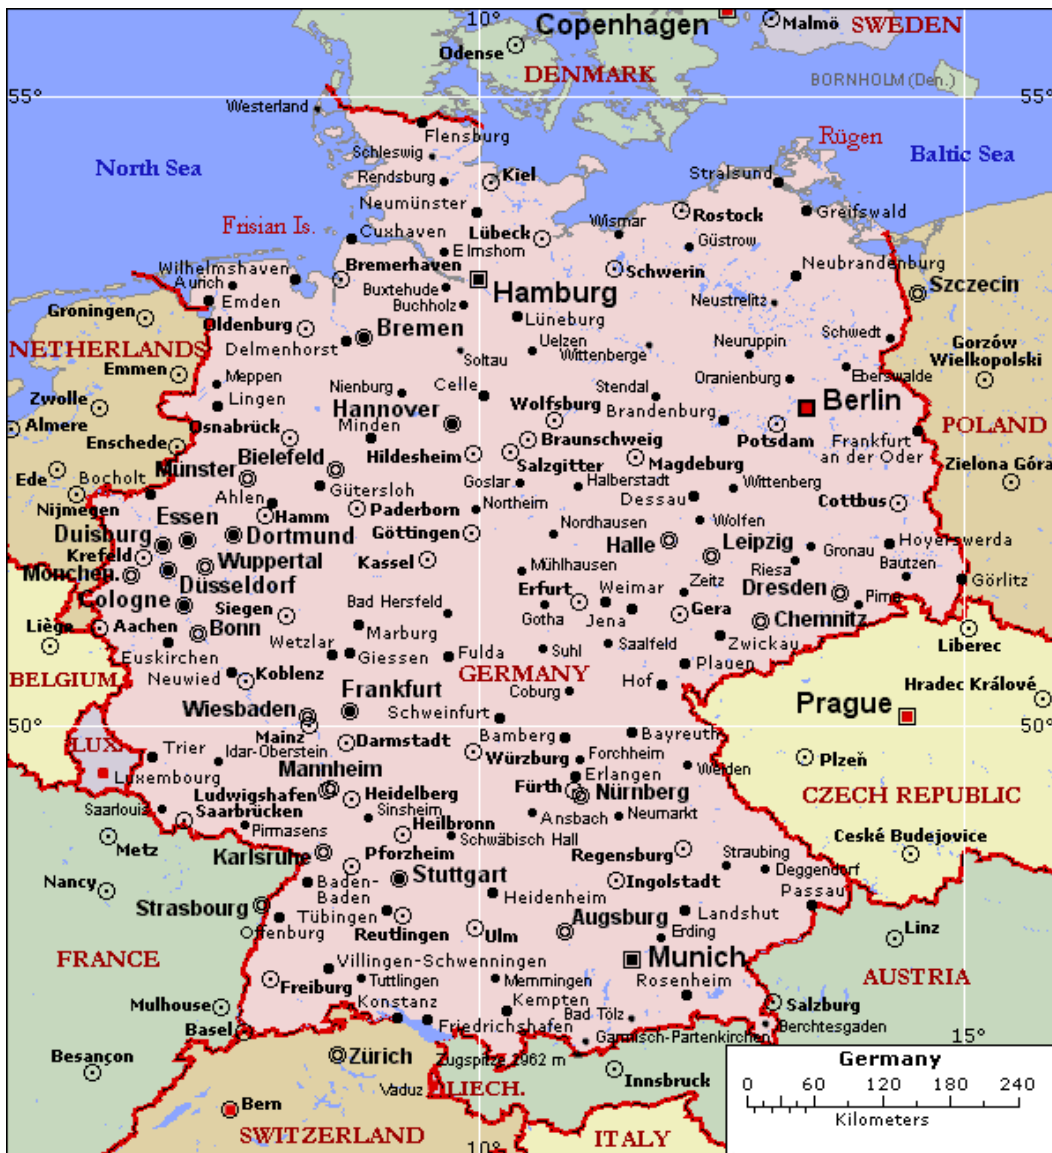 10°
Copenhagen
Malmö
SWEDEN
Odense
DENMARK
BORNHOLM (Den.)
55°
55°
Westerland
Flensburg
Rügen
North Sea
Baltic Sea
Schleswig
Rendsburg
Kiel
Stralsund
Neumünster
Greifswald
Rostock
Frisian Is.
Cuxhaven
Wismar
Lübeck
Elmshorn
Güstrow
Wilhelmshaven
Bremerhaven
Schwerin
Neubrandenburg
Aurich
Buxtehude
Hamburg
Szczecin
Emden
Buchholz
Neustrelitz
Groningen
Oldenburg
Bremen
Lüneburg
Schwedt
NETHERLANDS
Delmenhorst
Uelzen
Wittenberge
Neuruppin
Gorzów
Wielkopolski
Soltau
Emmen
Meppen
Nienburg
Celle
Stendal
Oranienburg
Eberswalde
Zwolle
Lingen
Hannover
Wolfsburg
Brandenburg
Berlin
Almere
Osnabrück
Minden
Potsdam
Frankfurt
an der Oder
POLAND
Enschede
Braunschweig
Bielefeld
Hildesheim
Salzgitter
Magdeburg
Zielona Góra
Ede
Bocholt
Münster
Gütersloh
Goslar
Halberstadt
Wittenberg
Nijmegen
Ahlen
Paderborn
Northeim
Dessau
Cottbus
Essen
Hamm
Duisburg
Dortmund
Göttingen
Nordhausen
Wolfen
Krefeld
Wuppertal
Kassel
Halle
Leipzig
Gronau
Hoyerswerda
Mönchen.
Düsseldorf
Mühlhausen
Riesa
Bautzen
Görlitz
Cologne
Siegen
Bad Hersfeld
Erfurt
Weimar
Zeitz
Dresden
Pirna
Liège
Aachen
Bonn
Marburg
Gotha
Jena
Gera
Chemnitz
Liberec
Wetzlar
Euskirchen
Giessen
Fulda
Suhl
Saalfeld
Zwickau
BELGIUM
Neuwied
Koblenz
GERMANY
Plauen
Frankfurt
Coburg
Hof
Hradec Králové
Wiesbaden
Schweinfurt
Prague
50°
50°
LUX.
Mainz
Trier
Idar-Oberstein
Darmstadt
Bamberg
Bayreuth
Würzburg
Forchheim
Plzeň
Luxembourg
Mannheim
Erlangen
Weiden
Ludwigshafen
Heidelberg
Fürth
Nürnberg
CZECH REPUBLIC
Saarlouis
Saarbrücken
Sinsheim
Ansbach
Neumarkt
Pirmasens
Heilbronn
Schwäbisch Hall
Ceské Budejovice
Metz
Karlsruhe
Pforzheim
Regensburg
Straubing
Deggendorf
Nancy
Baden-
Baden
Stuttgart
Heidenheim
Ingolstadt
Passau
Strasbourg
Tübingen
Augsburg
Landshut
Offenburg
Reutlingen
Ulm
Erding
Linz
FRANCE
Villingen-Schwenningen
Munich
AUSTRIA
Freiburg
Tuttlingen
Memmingen
Rosenheim
Mulhouse
Konstanz
Kempten
Bad Tölz
Salzburg
Basel
Friedrichshafen
Garmisch-Partenkirchen
Berchtesgaden
15°
Besançon
Zürich
Zugspitze 2962 m
Innsbruck
Vaduz
LIECH.
Bern
SWITZERLAND
10°
ITALY
Germany
0 60 120 180 240
Kilometers